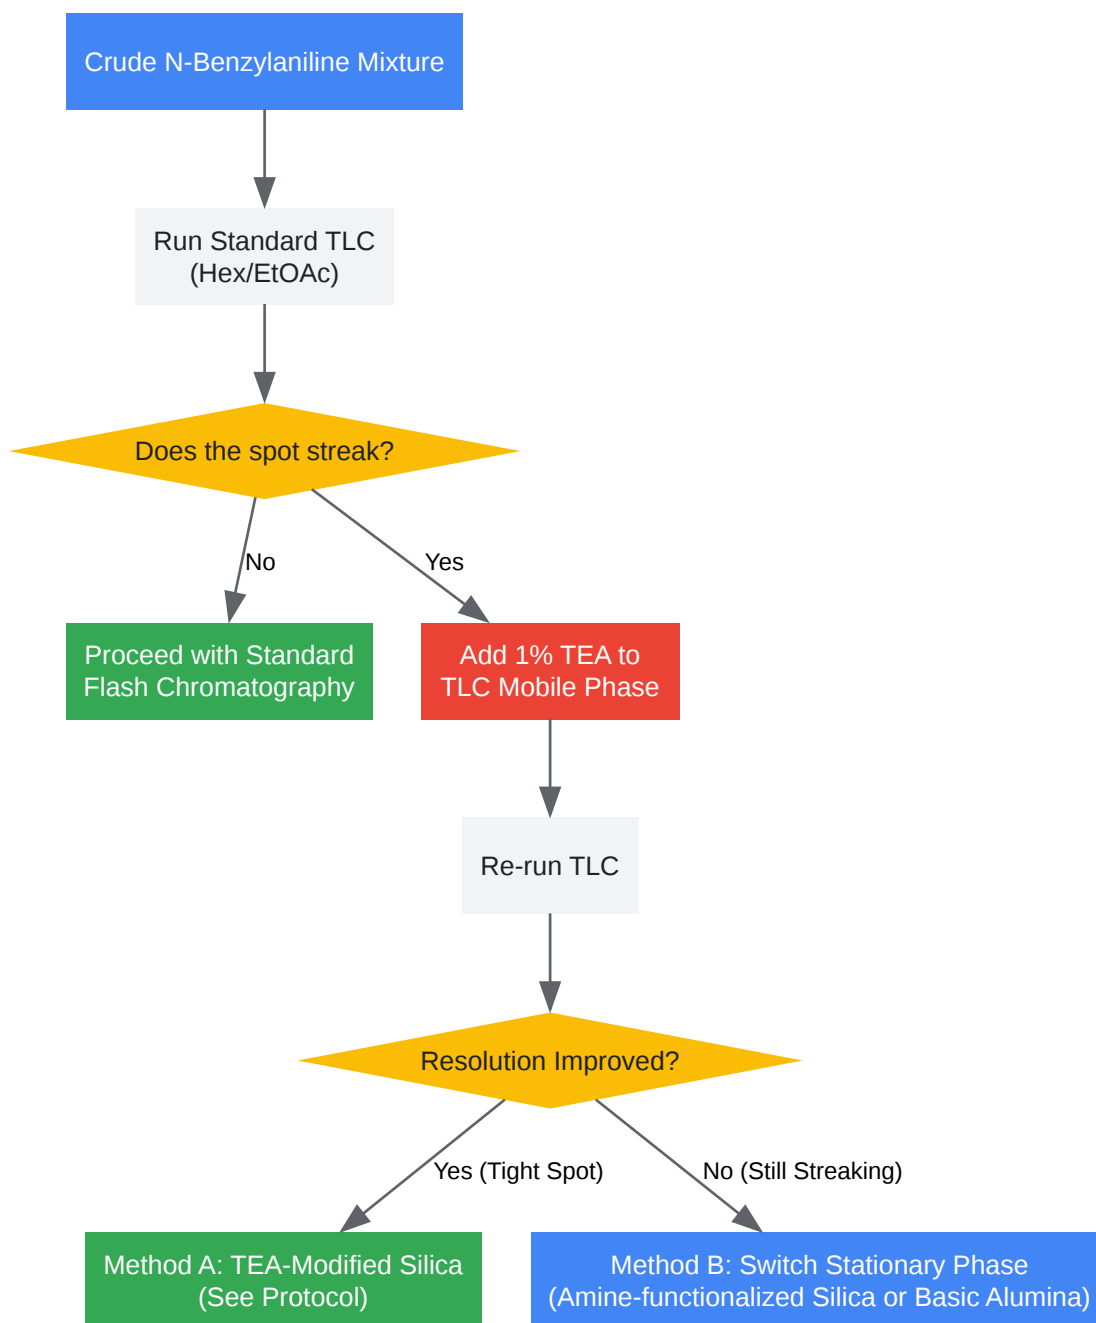 Crude N-Benzylaniline Mixture
Run Standard TLC
(Hex/EtOAc)
Does the spot streak?
No
Yes
Proceed with Standard
Flash Chromatography
Add 1% TEA to
TLC Mobile Phase
Re-run TLC
Resolution Improved?
Yes (Tight Spot)
No (Still Streaking)
Method A: TEA-Modified Silica
(See Protocol)
Method B: Switch Stationary Phase
(Amine-functionalized Silica or Basic Alumina)